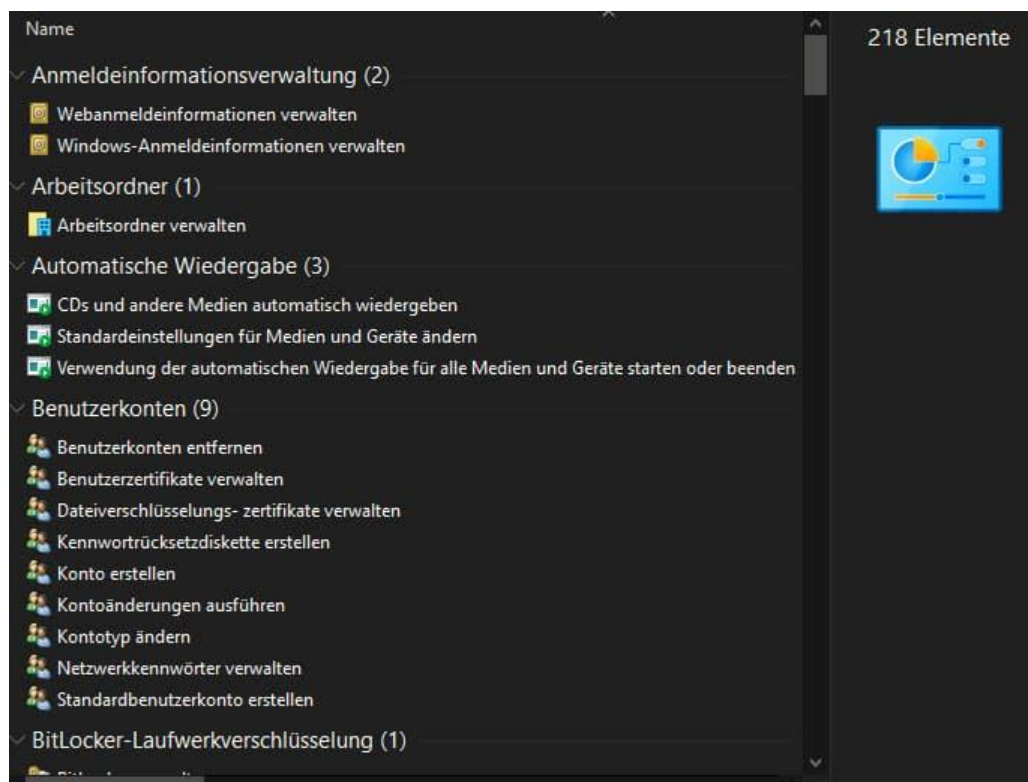 Name
218 Elemente
Anmeldeinformationsverwaltung (2)
Webanmeldeinformationen verwalten
Windows-Anmeldeinformationen verwalten
Arbeitsordner (1)
Arbeitsordner verwalten
Automatische Wiedergabe (3)
CDs und andere Medien automatisch wiedergeben
Standardeinstellungen für Medien und Geräte ändern
Verwendung der automatischen Wiedergabe für alle Medien und Geräte starten oder beenden
Benutzerkonten (9)
Benutzerkonten entfernen
Benutzerzertifikate verwalten
Dateiverschlüsselungs- zertifikate verwalten
Kennwortrücksetzdiskette erstellen
Konto erstellen
Kontoänderungen ausführen
Kontotyp ändern
Netzwerkkennwörter verwalten
Standardbenutzerkonto erstellen
BitLocker-Laufwerkverschlüsselung (1)